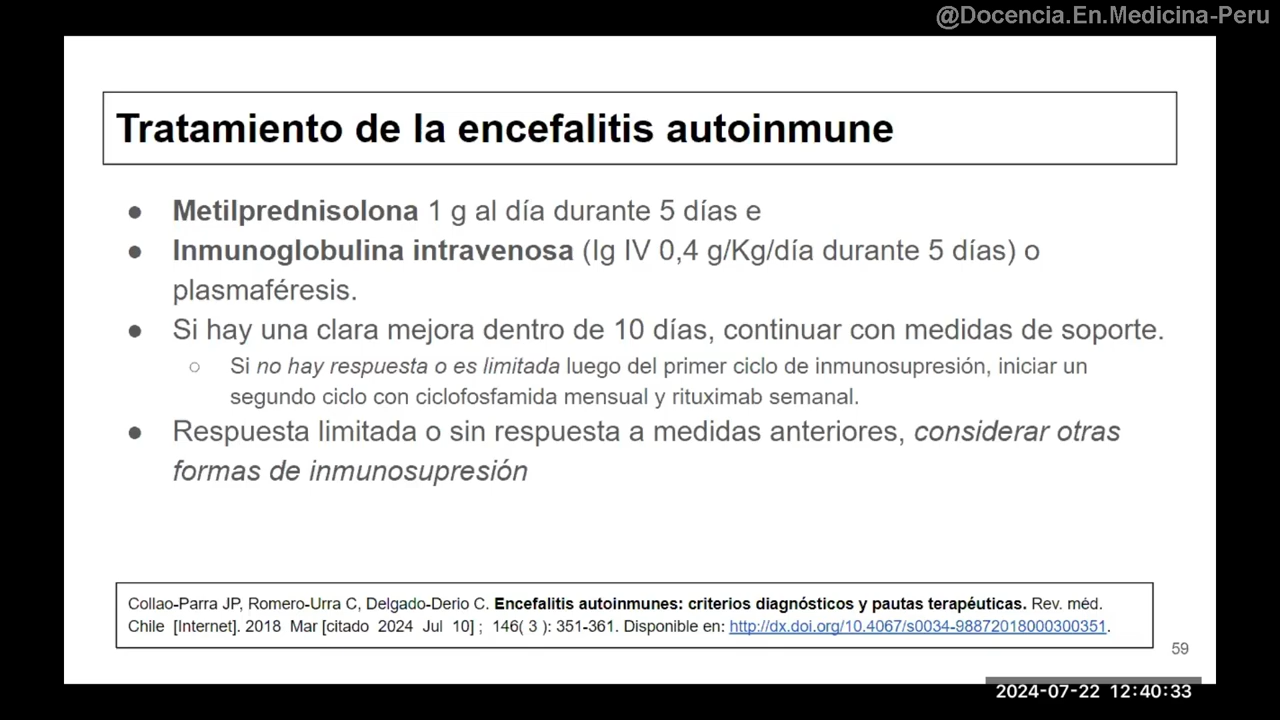 @Docencia.En.Medicina-Peru
Tratamiento de la encefalitis autoinmune
● Metilprednisolona 1 g al día durante 5 días e
● Inmunoglobulina intravenosa (Ig IV 0,4 g/Kg/día durante 5 días) o
plasmaféresis.
● Si hay una clara mejora dentro de 10 días, continuar con medidas de soporte.
○ Si no hay respuesta o es limitada luego del primer ciclo de inmunosupresión, iniciar un
segundo ciclo con ciclofosfamida mensual y rituximab semanal.
● Respuesta limitada o sin respuesta a medidas anteriores, considerar otras
formas de inmunosupresión
Collao-Parra JP, Romero-Urra C, Delgado-Derio C. Encefalitis autoinmunes: criterios diagnósticos y pautas terapéuticas. Rev. méd.
Chile [Internet]. 2018 Mar [citado 2024 Jul 10] ; 146( 3 ): 351-361. Disponible en: http://dx.doi.org/10.4067/s0034-98872018000300351.
59
2024-07-22 12:40:33